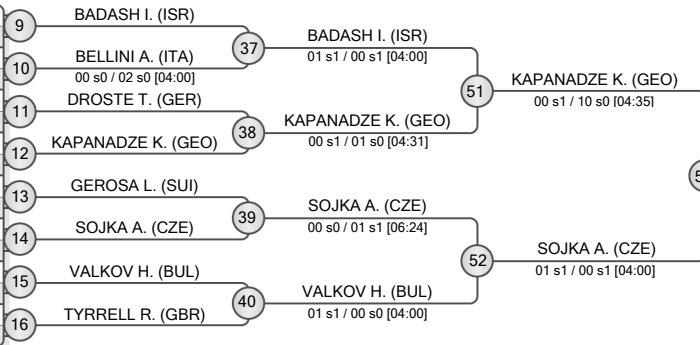 9
BADASH I. (ISR)
10
BELLINI A. (ITA)
00 s0 / 02 s0 [04:00]
37
BADASH I. (ISR)
01 s1 / 00 s1 [04:00]
11
DROSTE T. (GER)
12
KAPANADZE K. (GEO)
38
KAPANADZE K. (GEO)
00 s1 / 01 s0 [04:31]
51
KAPANADZE K. (GEO)
00 s1 / 10 s0 [04:35]
13
GEROSA L. (SUI)
14
SOJKA A. (CZE)
39
SOJKA A. (CZE)
00 s0 / 01 s1 [06:24]
15
VALKOV H. (BUL)
16
TYRRELL R. (GBR)
40
VALKOV H. (BUL)
01 s1 / 00 s0 [04:00]
52
SOJKA A. (CZE)
01 s1 / 00 s1 [04:00]